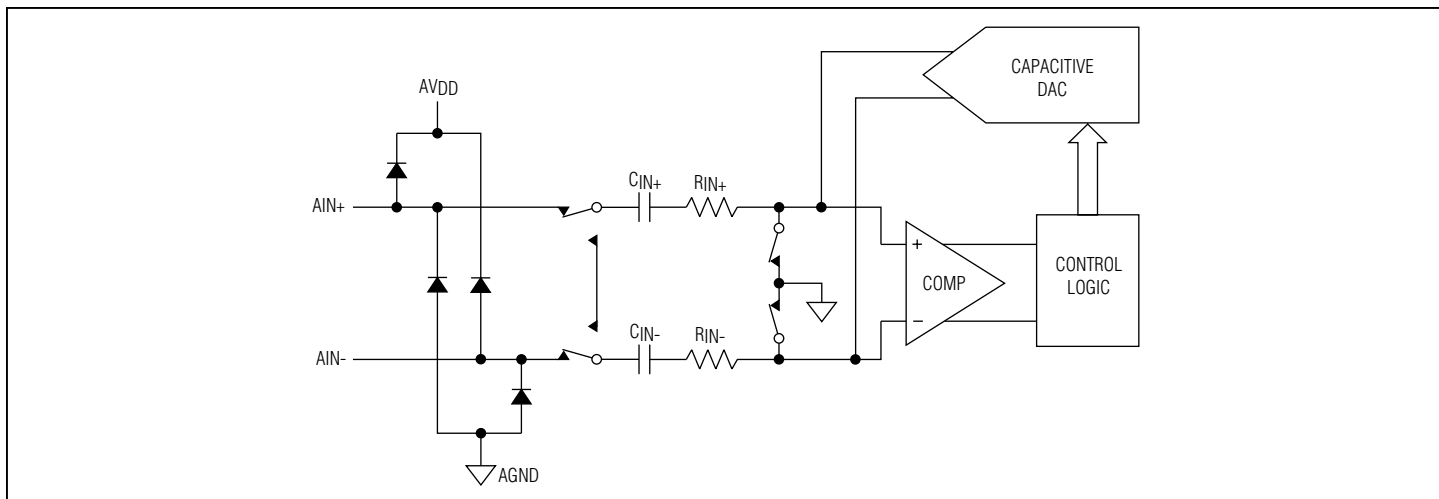 CAPACITIVE
DAC
AVDD
CIN+
RIN+
AIN+
+
COMP
−
CONTROL
LOGIC
CIN-
RIN-
AIN-
AGND